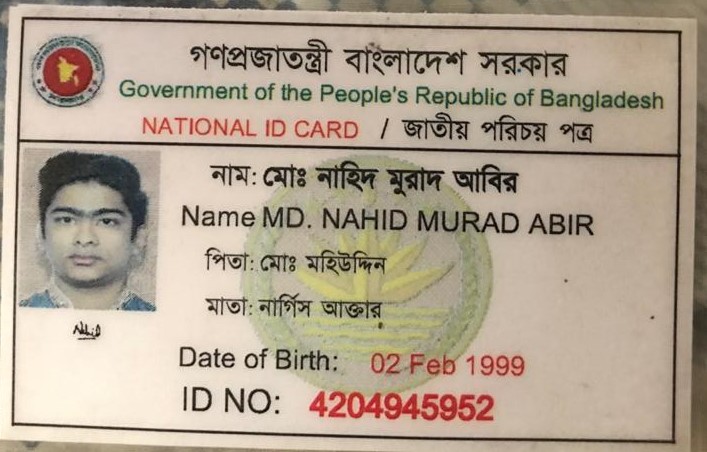 গণপ্রজাতন্ত্রী বাংলাদেশ সরকার
Government of the People's Republic of Bangladesh
NATIONAL ID CARD / জাতীয় পরিচয় পত্র
নাম: মোঃ নাহিদ মুরাদ আবির
Name MD. NAHID MURAD ABIR
পিতা: মোঃ মহিউদ্দিন
মাতা: নার্গিস আক্তার
Nahid
Date of Birth: 02 Feb 1999
ID NO: 4204945952